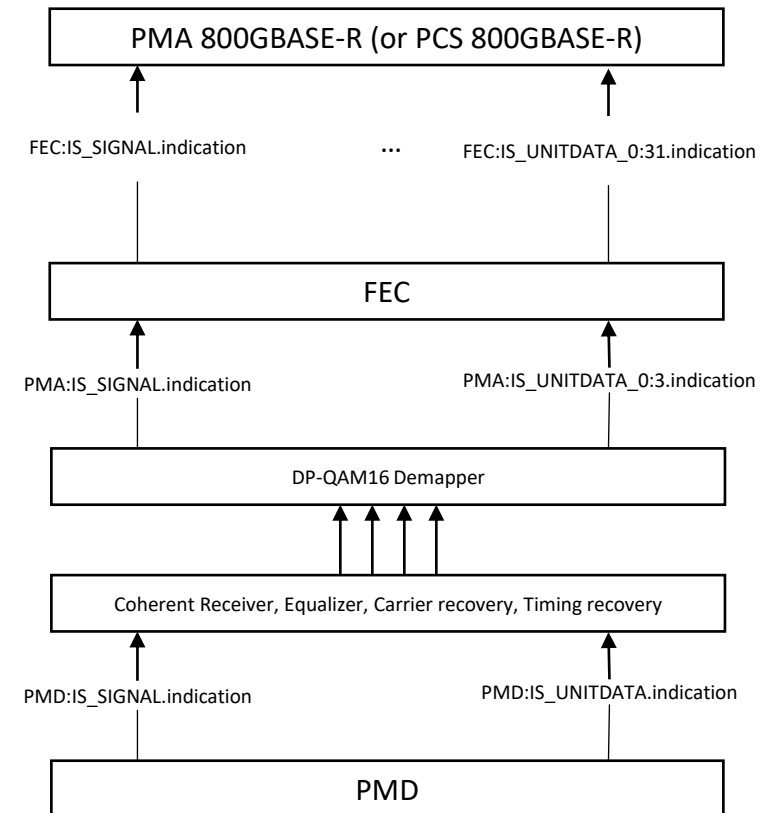 PMA 800GBASE-R (or PCS 800GBASE-R)
FEC:IS_SIGNAL.indication ... FEC:IS_UNITDATA_0:31.indication
FEC
PMA:IS_SIGNAL.indication PMA:IS_UNITDATA_0:3.indication
DP-QAM16 Demapper
Coherent Receiver, Equalizer, Carrier recovery, Timing recovery
PMD:IS_SIGNAL.indication PMD:IS_UNITDATA.indication
PMD